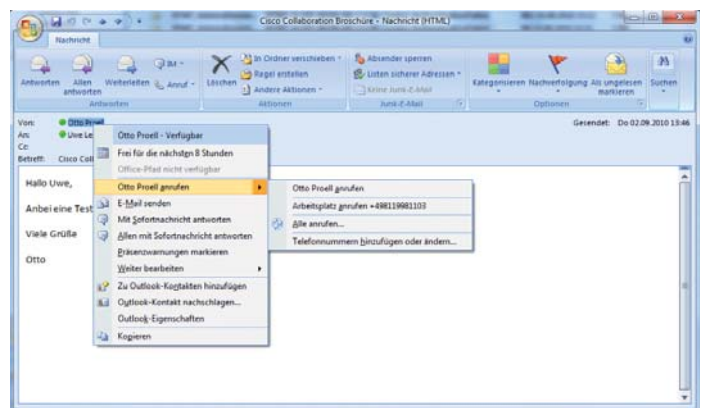 Cisco Collaboration Broschüre - Nachricht (HTML)
Nachricht
Antworten
Allen antworten
Weiterleiten
IM
Anruf
Antworten
Löschen
In Ordner verschieben
Regel erstellen
Andere Aktionen
Aktionen
Absender sperren
Listen sicherer Adressen
Keine Junk-E-Mail
Junk-E-Mail
Kategorisieren
Nachverfolgung
Als ungelesen markieren
Optionen
Suchen
Von: Otto Proell
Gesendet: Do 02.09.2010 13:46
An: Uwe Le
Cc:
Betreff: Cisco Coll
Hallo Uwe,
Anbei eine Test
Viele Grüße
Otto
Otto Proell - Verfügbar
Frei für die nächsten 8 Stunden
Office-Pfad nicht verfügbar
Otto Proell anrufen
E-Mail senden
Mit Sofortnachricht antworten
Allen mit Sofortnachricht antworten
Präsenzwarnungen markieren
Weiter bearbeiten
Zu Outlook-Kontakten hinzufügen
Outlook-Kontakt nachschlagen...
Outlook-Eigenschaften
Kopieren
Otto Proell anrufen
Arbeitsplatz anrufen +498119981103
Alle anrufen...
Telefonnummern hinzufügen oder ändern...